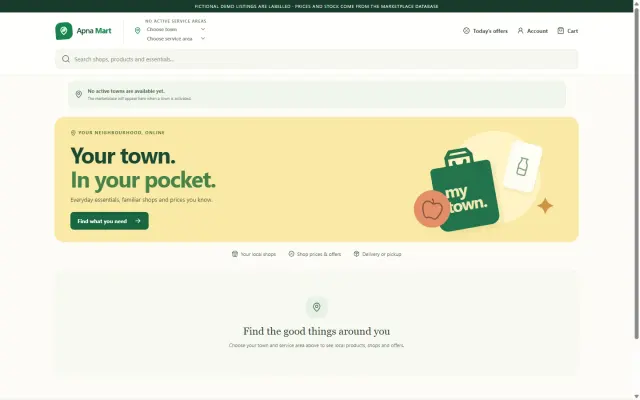 FICTIONAL DEMO LISTINGS ARE LABELLED · PRICES AND STOCK COME FROM THE MARKETPLACE DATABASE
Apna Mart
NO ACTIVE SERVICE AREAS
Choose town
Choose service area
Today's offers
Account
Cart
Search shops, products and essentials...
No active towns are available yet.
The marketplace will appear here when a town is activated.
YOUR NEIGHBOURHOOD, ONLINE
Your town.
In your pocket.
Everyday essentials, familiar shops and prices you know.
Find what you need
my
town.
Your local shops
Shop prices & offers
Delivery or pickup
Find the good things around you
Choose your town and service area above to see local products, shops and offers.